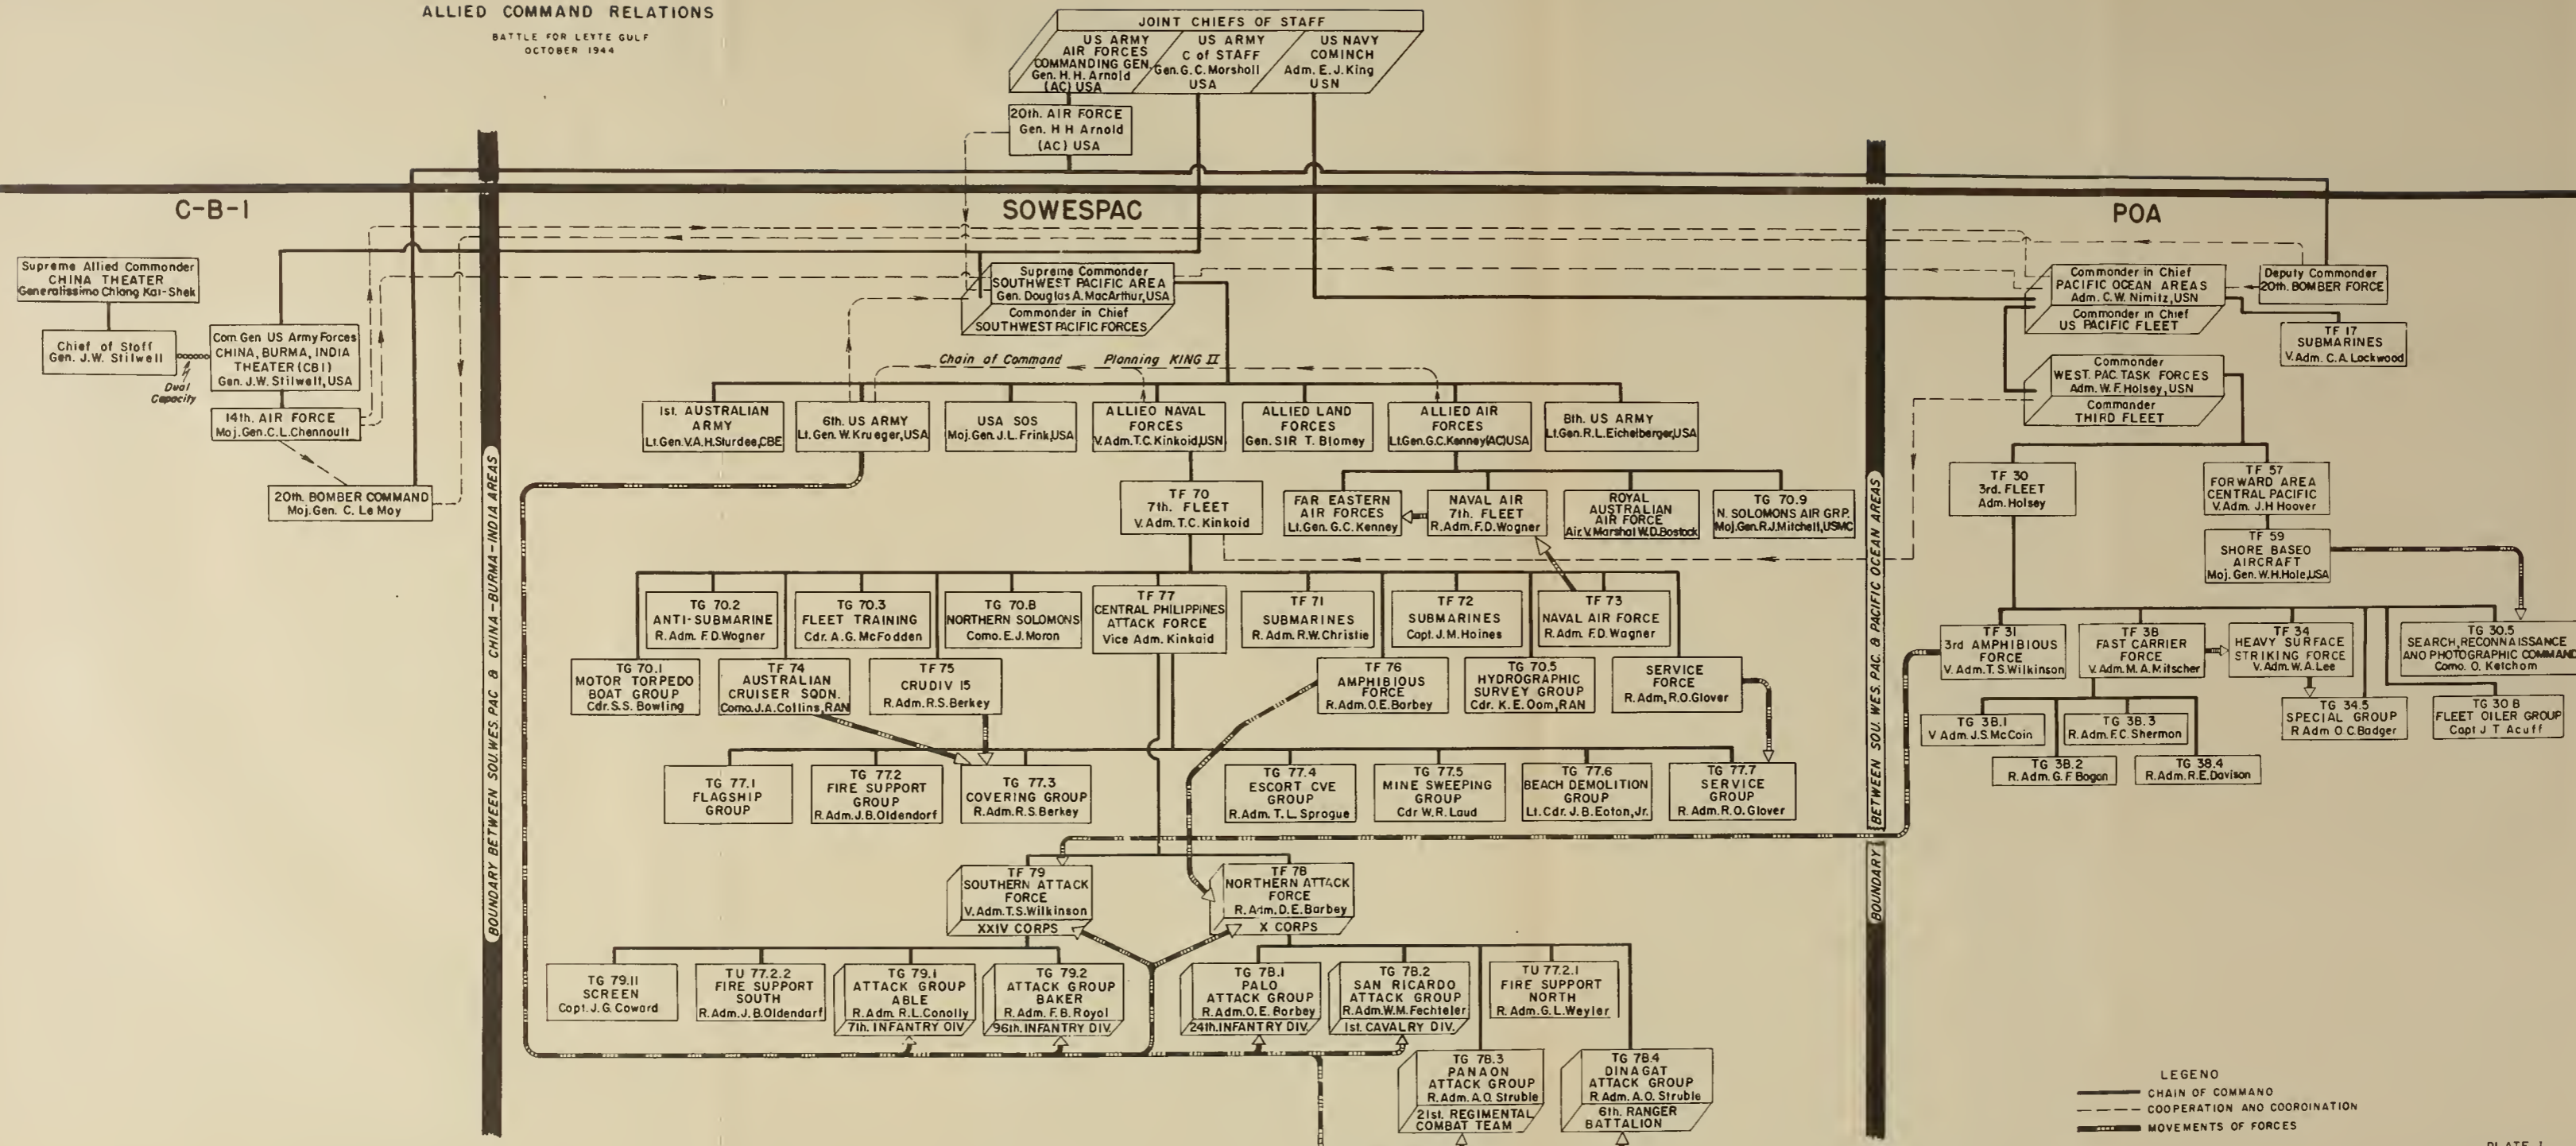 ALLIED COMMAND RELATIONS
BATTLE FOR LEYTE GULF
OCTOBER 1944
JOINT CHIEFS OF STAFF
US ARMY
AIR FORCES
COMMANDING GEN.
Gen. H. H. Arnold
(AC) USA
US ARMY
C of STAFF
Gen. G. C. Marshall
USA
US NAVY
COMINCH
Adm. E. J. King
USN
20th. AIR FORCE
Gen. H H Arnold
(AC) USA
C-B-I
SOWESPAC
POA
Supreme Allied Commander
CHINA THEATER
Generalissimo Chiang Kai-Shek
Chief of Staff
Gen. J.W. Stilwell
Dual
Capacity
Com Gen US Army Forces
CHINA, BURMA, INDIA
THEATER (CBI)
Gen. J.W. Stilwell, USA
14th. AIR FORCE
Maj. Gen. C.L. Chennault
20th. BOMBER COMMAND
Maj. Gen. C. Le May
BOUNDARY BETWEEN SOU.WES.PAC & CHINA-BURMA-INDIA AREAS
Supreme Commander
SOUTHWEST PACIFIC AREA
Gen. Douglas A. MacArthur, USA
Commander in Chief
SOUTHWEST PACIFIC FORCES
Chain of Command Planning KING II
1st. AUSTRALIAN
ARMY
Lt. Gen. V.A.H. Sturdee, CBE
6th. US ARMY
Lt. Gen. W. Krueger, USA
USA SOS
Maj. Gen. J.L. Frink, USA
ALLIED NAVAL
FORCES
V. Adm. T.C. Kinkaid, USN
ALLIED LAND
FORCES
Gen. SIR T. Blamey
ALLIED AIR
FORCES
Lt. Gen. G.C. Kenney (AC) USA
8th. US ARMY
Lt. Gen. R.L. Eichelberger, USA
TF 70
7th. FLEET
V. Adm. T.C. Kinkaid
FAR EASTERN
AIR FORCES
Lt. Gen. G.C. Kenney
NAVAL AIR
7th. FLEET
R. Adm. F.D. Wagner
ROYAL
AUSTRALIAN
AIR FORCE
Air. V. Marshal W.D. Bostock
TG 70.9
N. SOLOMONS AIR GRP.
Maj. Gen. R.J. Mitchell, USMC
TG 70.2
ANTI-SUBMARINE
R. Adm. F.D. Wagner
TG 70.3
FLEET TRAINING
Cdr. A.G. McFadden
TG 70.8
NORTHERN SOLOMONS
Como. E.J. Moran
TF 77
CENTRAL PHILIPPINES
ATTACK FORCE
Vice Adm. Kinkaid
TF 71
SUBMARINES
R. Adm. R.W. Christie
TF 72
SUBMARINES
Capt. J.M. Haines
TF 73
NAVAL AIR FORCE
R. Adm. F.D. Wagner
TG 70.1
MOTOR TORPEDO
BOAT GROUP
Cdr. S.S. Bowling
TF 74
AUSTRALIAN
CRUISER SQDN.
Como. J.A. Collins, RAN
TF 75
CRUDIV 15
R. Adm. R.S. Berkey
TF 76
AMPHIBIOUS
FORCE
R. Adm. D.E. Barbey
TG 70.5
HYDROGRAPHIC
SURVEY GROUP
Cdr. K.E. Oom, RAN
SERVICE
FORCE
R. Adm. R.O. Glover
TG 77.1
FLAGSHIP
GROUP
TG 77.2
FIRE SUPPORT
GROUP
R. Adm. J.B. Oldendorf
TG 77.3
COVERING GROUP
R. Adm. R.S. Berkey
TG 77.4
ESCORT CVE
GROUP
R. Adm. T.L. Sprague
TG 77.5
MINE SWEEPING
GROUP
Cdr W.R. Loud
TG 77.6
BEACH DEMOLITION
GROUP
Lt. Cdr. J.B. Eaton, Jr.
TG 77.7
SERVICE
GROUP
R. Adm. R.O. Glover
TF 79
SOUTHERN ATTACK
FORCE
V. Adm. T.S. Wilkinson
XXIV CORPS
TF 78
NORTHERN ATTACK
FORCE
R. Adm. D.E. Barbey
X CORPS
TG 79.11
SCREEN
Capt. J.G. Coward
TU 77.2.2
FIRE SUPPORT
SOUTH
R. Adm. J.B. Oldendorf
TG 79.1
ATTACK GROUP
ABLE
R. Adm. R.L. Conolly
7th. INFANTRY DIV
TG 79.2
ATTACK GROUP
BAKER
R. Adm. F.B. Royal
96th. INFANTRY DIV.
TG 78.1
PALO
ATTACK GROUP
R. Adm. D.E. Barbey
24th. INFANTRY DIV.
TG 78.2
SAN RICARDO
ATTACK GROUP
R. Adm. W.M. Fechteler
1st. CAVALRY DIV.
TU 77.2.1
FIRE SUPPORT
NORTH
R. Adm. G.L. Weyler
TG 78.3
PANAON
ATTACK GROUP
R. Adm. A.D. Struble
21st. REGIMENTAL
COMBAT TEAM
TG 78.4
DINAGAT
ATTACK GROUP
R. Adm. A.D. Struble
6th. RANGER
BATTALION
BOUNDARY BETWEEN SOU. WES. PAC. & PACIFIC OCEAN AREAS
Commander in Chief
PACIFIC OCEAN AREAS
Adm. C.W. Nimitz, USN
Commander in Chief
US PACIFIC FLEET
Deputy Commander
20th. BOMBER FORCE
TF 17
SUBMARINES
V. Adm. C.A. Lockwood
Commander
WEST. PAC. TASK FORCES
Adm. W.F. Halsey, USN
Commander
THIRD FLEET
TF 30
3rd. FLEET
Adm. Halsey
TF 57
FORWARD AREA
CENTRAL PACIFIC
V. Adm. J.H Hoover
TF 59
SHORE BASED
AIRCRAFT
Maj. Gen. W.H. Hale, USA
TF 31
3rd AMPHIBIOUS
FORCE
V. Adm. T.S. Wilkinson
TF 38
FAST CARRIER
FORCE
V. Adm. M.A. Mitscher
TF 34
HEAVY SURFACE
STRIKING FORCE
V. Adm. W.A. Lee
TG 30.5
SEARCH, RECONNAISSANCE
AND PHOTOGRAPHIC COMMAND
Como. D. Ketcham
TG 38.1
V Adm. J.S. McCain
TG 38.3
R. Adm. F.C. Sherman
TG 34.5
SPECIAL GROUP
R Adm O C. Badger
TG 30 8
FLEET OILER GROUP
Capt J T Acuff
TG 38.2
R. Adm. G. F. Bogan
TG 38.4
R. Adm. R.E. Davison
LEGEND
CHAIN OF COMMAND
COOPERATION AND COORDINATION
MOVEMENTS OF FORCES
PLATE I